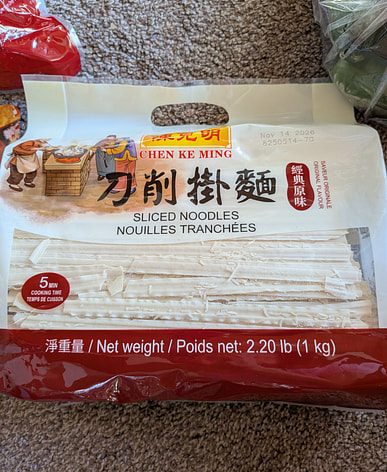 陳克明
CHEN KE MING
Nov 14 2026
8250514-7G
刀削掛麵
經典原味
SAVEUR ORIGINALE
ORIGINAL FLAVOUR
SLICED NOODLES
NOUILLES TRANCHÉES
5 MIN
COOKING TIME
TEMPS DE CUISSON
淨重量 / Net weight / Poids net: 2.20 lb (1 kg)